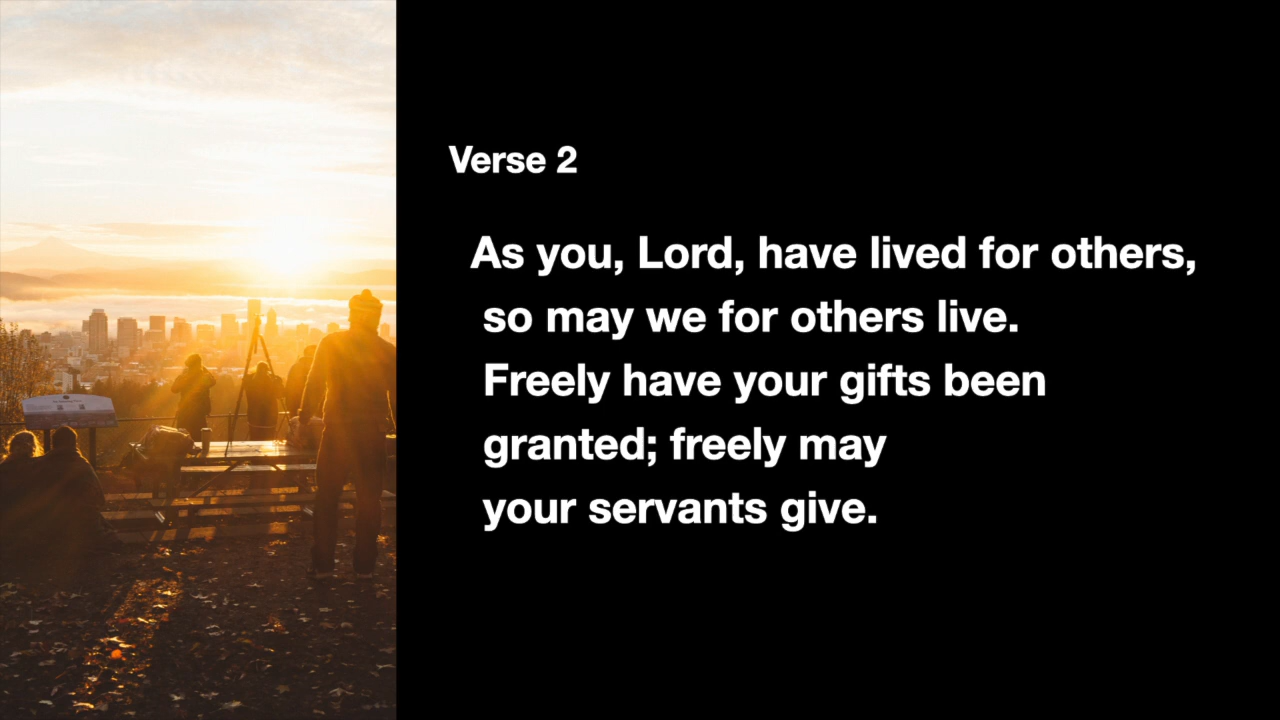 Verse 2
As you, Lord, have lived for others,
so may we for others live.
Freely have your gifts been
granted; freely may
your servants give.